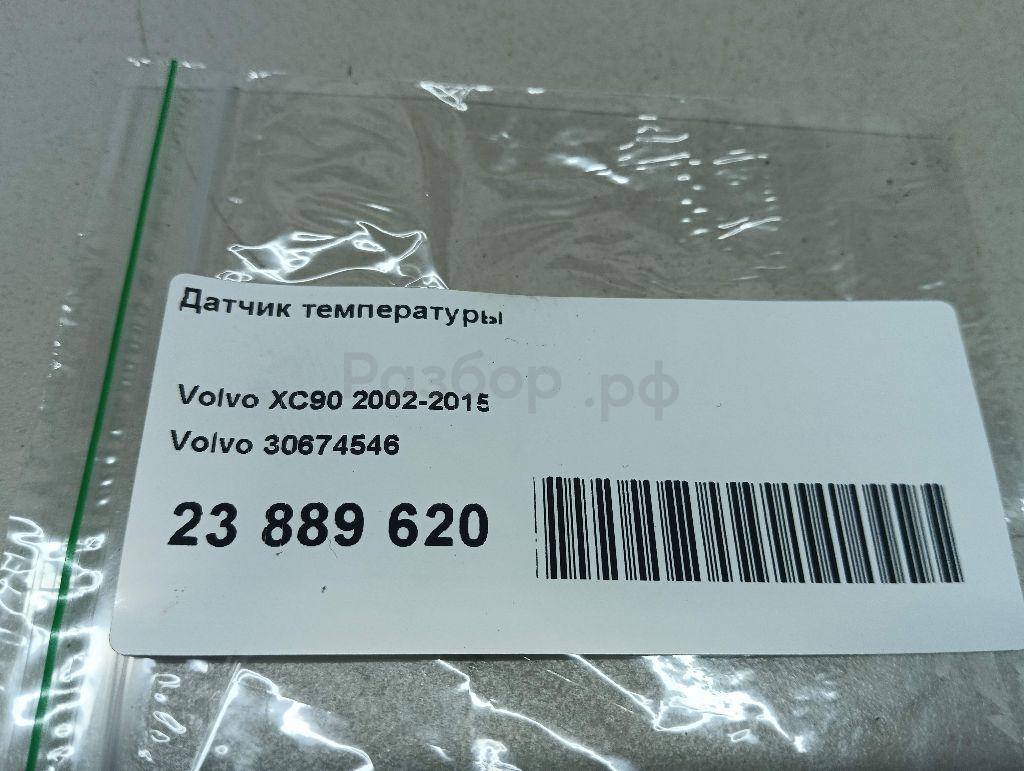 Датчик температуры
Разбор.рф
Volvo XC90 2002-2015
Volvo 30674546
23 889 620